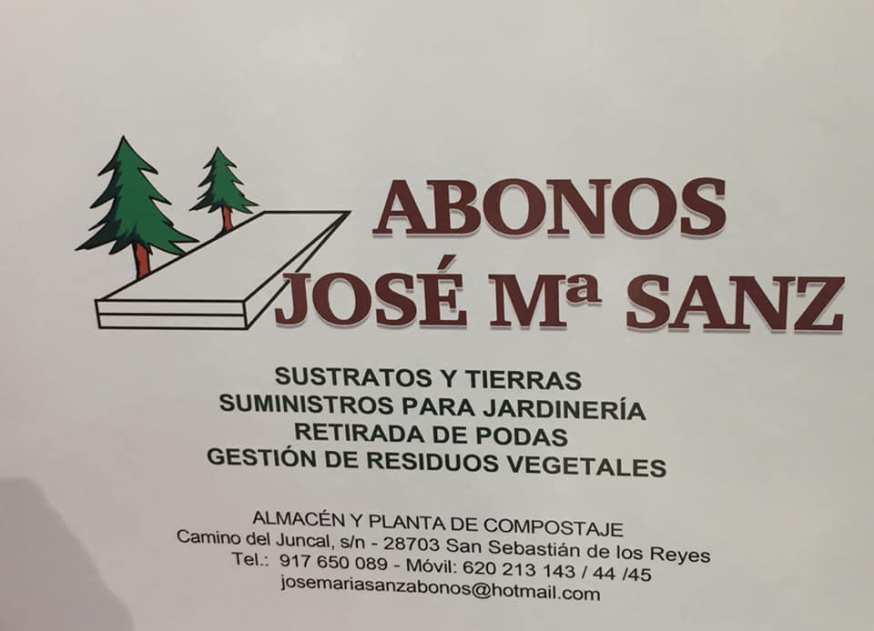 ABONOS
JOSÉ Mª SANZ
SUSTRATOS Y TIERRAS
SUMINISTROS PARA JARDINERÍA
RETIRADA DE PODAS
GESTIÓN DE RESIDUOS VEGETALES
ALMACÉN Y PLANTA DE COMPOSTAJE
Camino del Juncal, s/n - 28703 San Sebastián de los Reyes
Tel.: 917 650 089 - Móvil: 620 213 143 / 44 /45
josemariasanzabonos@hotmail.com